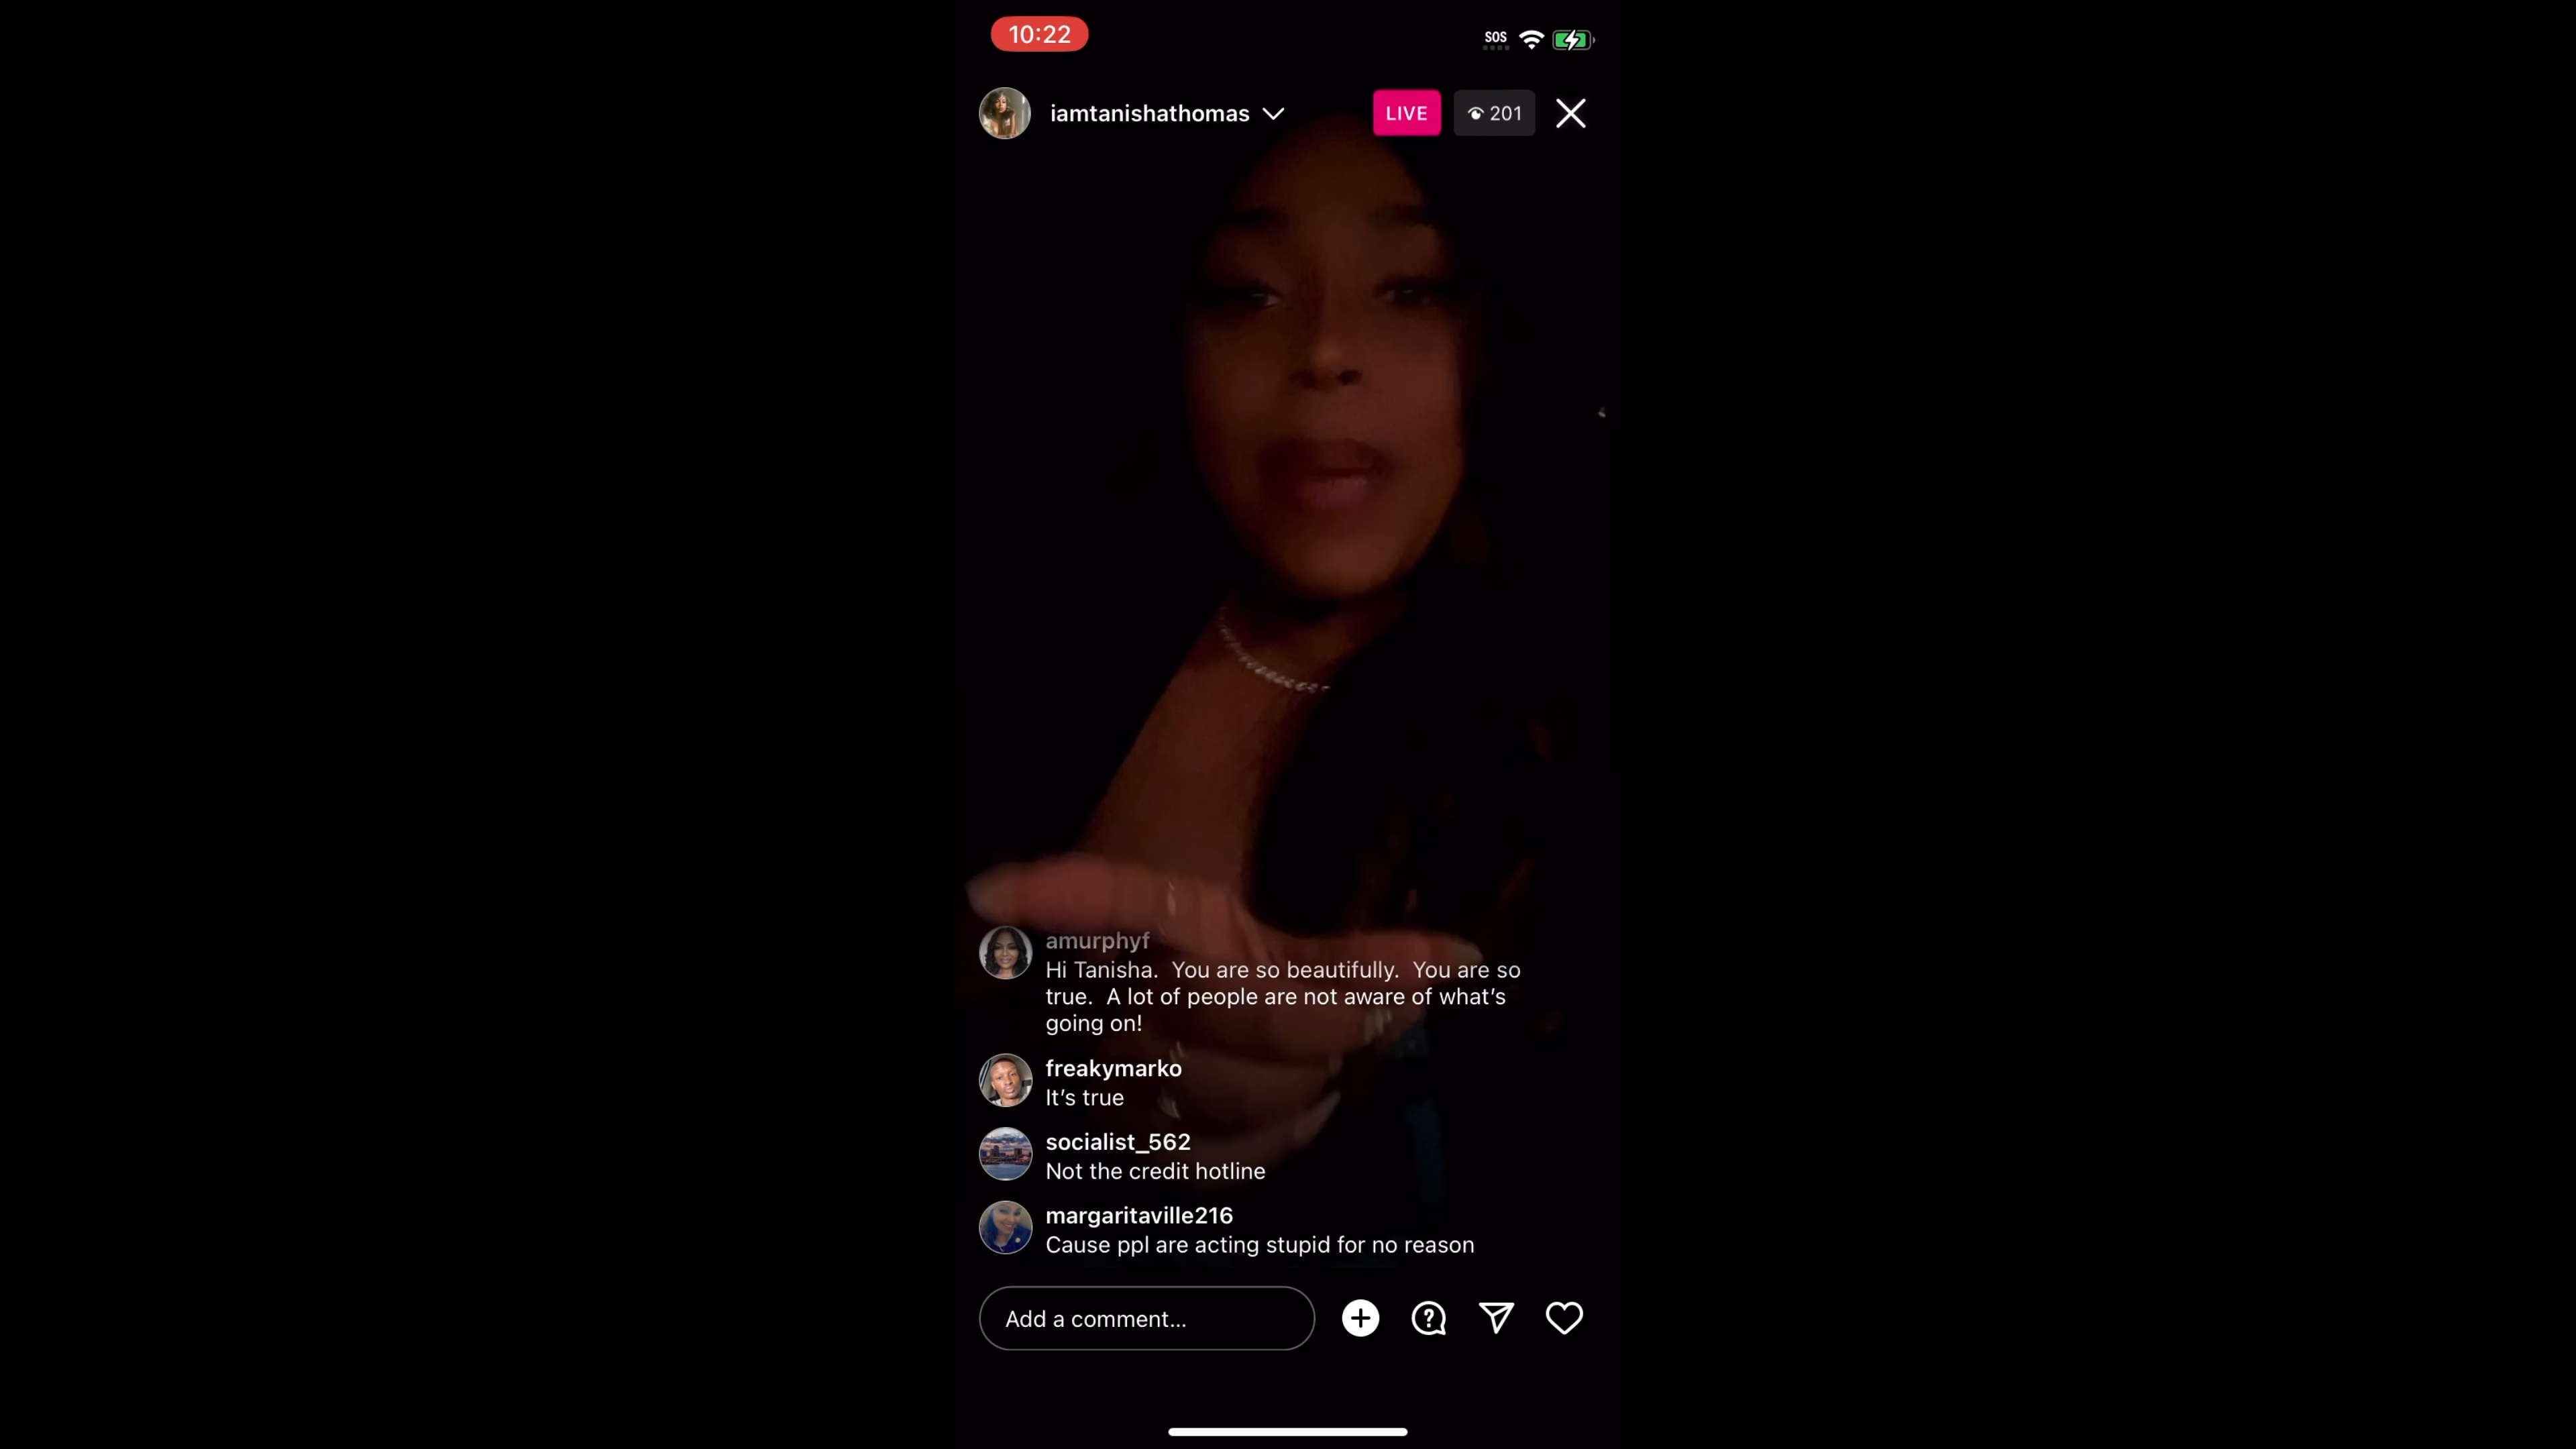 10:22
SOS
iamtanishathomas
LIVE
201
amurphyf
Hi Tanisha.  You are so beautifully.  You are so
true.  A lot of people are not aware of what’s
going on!
freakymarko
It’s true
socialist_562
Not the credit hotline
margaritaville216
Cause ppl are acting stupid for no reason
Add a comment...